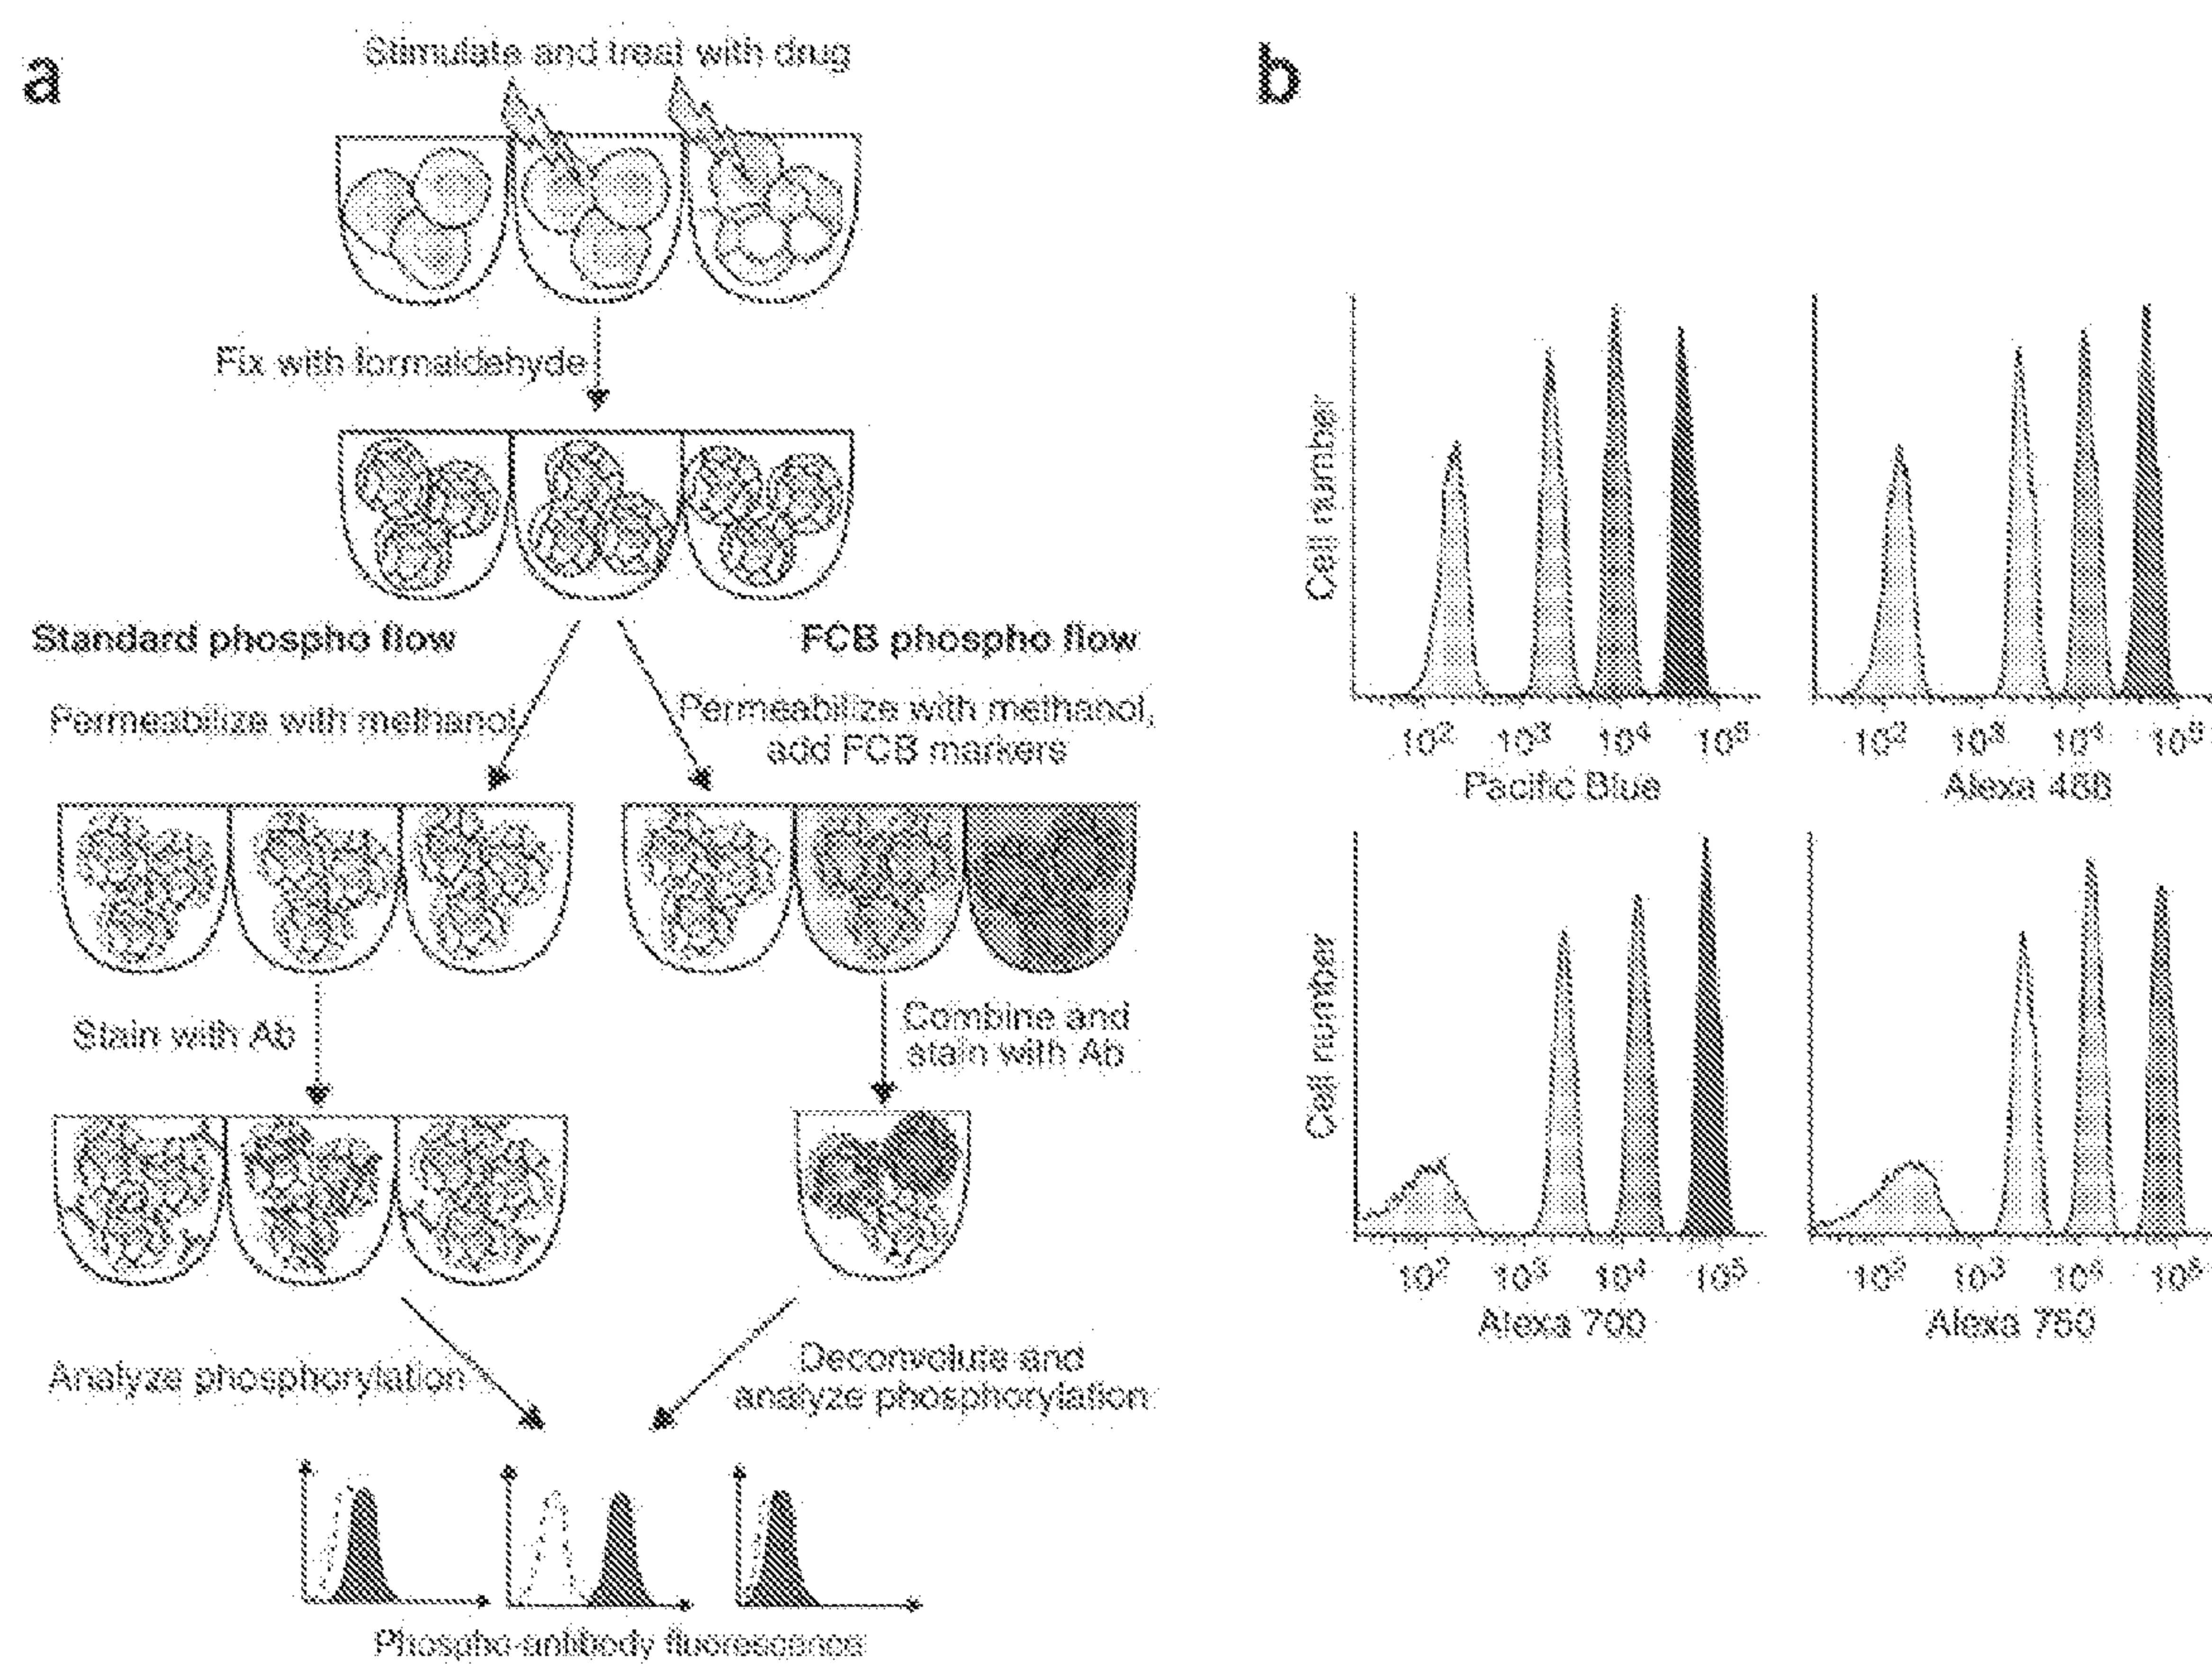 a
Stimulate and treat with drug
Fix with formaldehyde
Standard phospho flow
FCB phospho flow
Permeabilize with methanol
Permeabilize with methanol,
add FCB markers
Stain with Ab
Combine and
stain with Ab
Analyze phosphorylation
Deconvolute and
analyze phosphorylation
Phospho-antibody fluorescence
b
Cell number
10² 10³ 10⁴ 10⁵
Pacific Blue
10² 10³ 10⁴
Alexa 488
Cell number
10² 10³ 10⁴ 10⁵
Alexa 700
10² 10³ 10⁴ 10⁵
Alexa 750